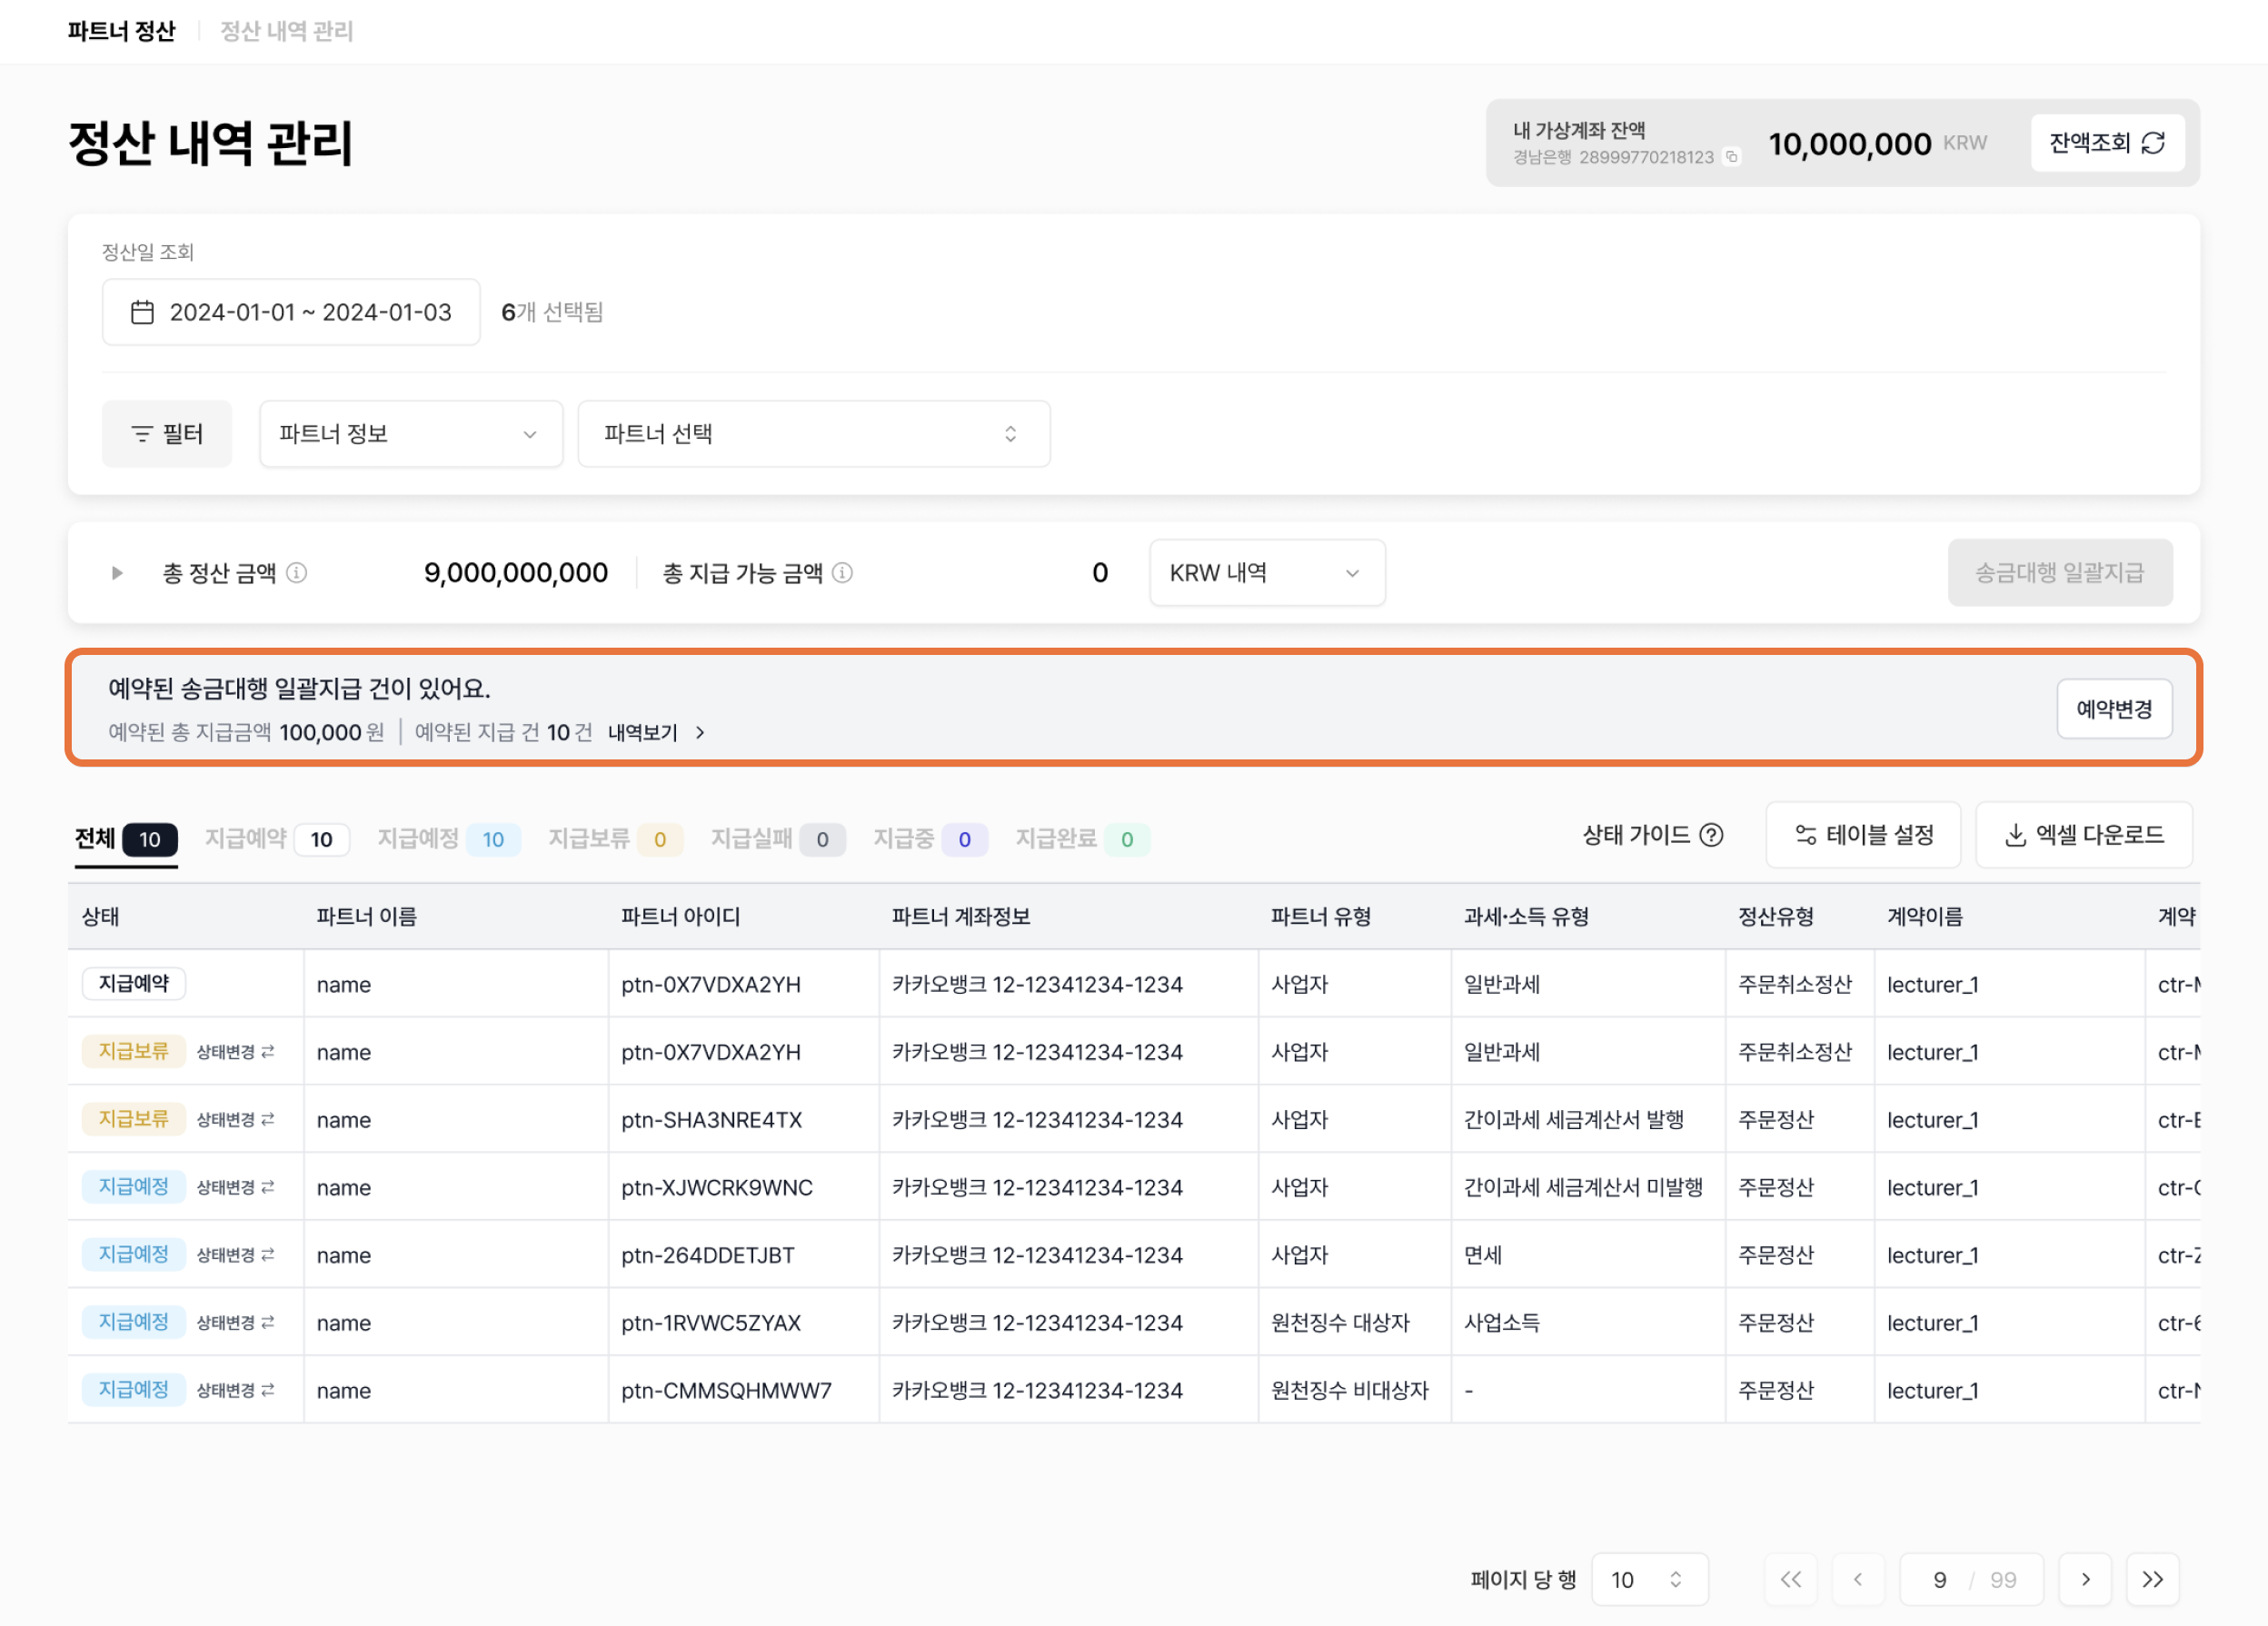 파트너 정산 정산 내역 관리
정산 내역 관리
내 가상계좌 잔액
경남은행 28999770218123
10,000,000 KRW
잔액조회
정산일 조회
2024-01-01 ~ 2024-01-03
6개 선택됨
필터
파트너 정보
파트너 선택
총 정산 금액 9,000,000,000 총 지급 가능 금액 0 KRW 내역 송금대행 일괄지급
예약된 송금대행 일괄지급 건이 있어요.
예약된 총 지급금액 100,000 원 예약된 지급 건 10 건 내역보기
예약변경
전체 10 지급예약 10 지급예정 10 지급보류 0 지급실패 0 지급중 0 지급완료 0
상태 가이드 테이블 설정 엑셀 다운로드
상태 파트너 이름 파트너 아이디 파트너 계좌정보 파트너 유형 과세·소득 유형 정산유형 계약이름 계약
지급예약 name ptn-0X7VDXA2YH 카카오뱅크 12-12341234-1234 사업자 일반과세 주문취소정산 lecturer_1 ctr-
지급보류 상태변경 name ptn-0X7VDXA2YH 카카오뱅크 12-12341234-1234 사업자 일반과세 주문취소정산 lecturer_1 ctr-
지급보류 상태변경 name ptn-SHA3NRE4TX 카카오뱅크 12-12341234-1234 사업자 간이과세 세금계산서 발행 주문정산 lecturer_1 ctr-
지급예정 상태변경 name ptn-XJWCRK9WNC 카카오뱅크 12-12341234-1234 사업자 간이과세 세금계산서 미발행 주문정산 lecturer_1 ctr-
지급예정 상태변경 name ptn-264DDETJBT 카카오뱅크 12-12341234-1234 사업자 면세 주문정산 lecturer_1 ctr-
지급예정 상태변경 name ptn-1RVWC5ZYAX 카카오뱅크 12-12341234-1234 원천징수 대상자 사업소득 주문정산 lecturer_1 ctr-
지급예정 상태변경 name ptn-CMMSQHMWW7 카카오뱅크 12-12341234-1234 원천징수 비대상자 - 주문정산 lecturer_1 ctr-
페이지 당 행 10 9 / 99